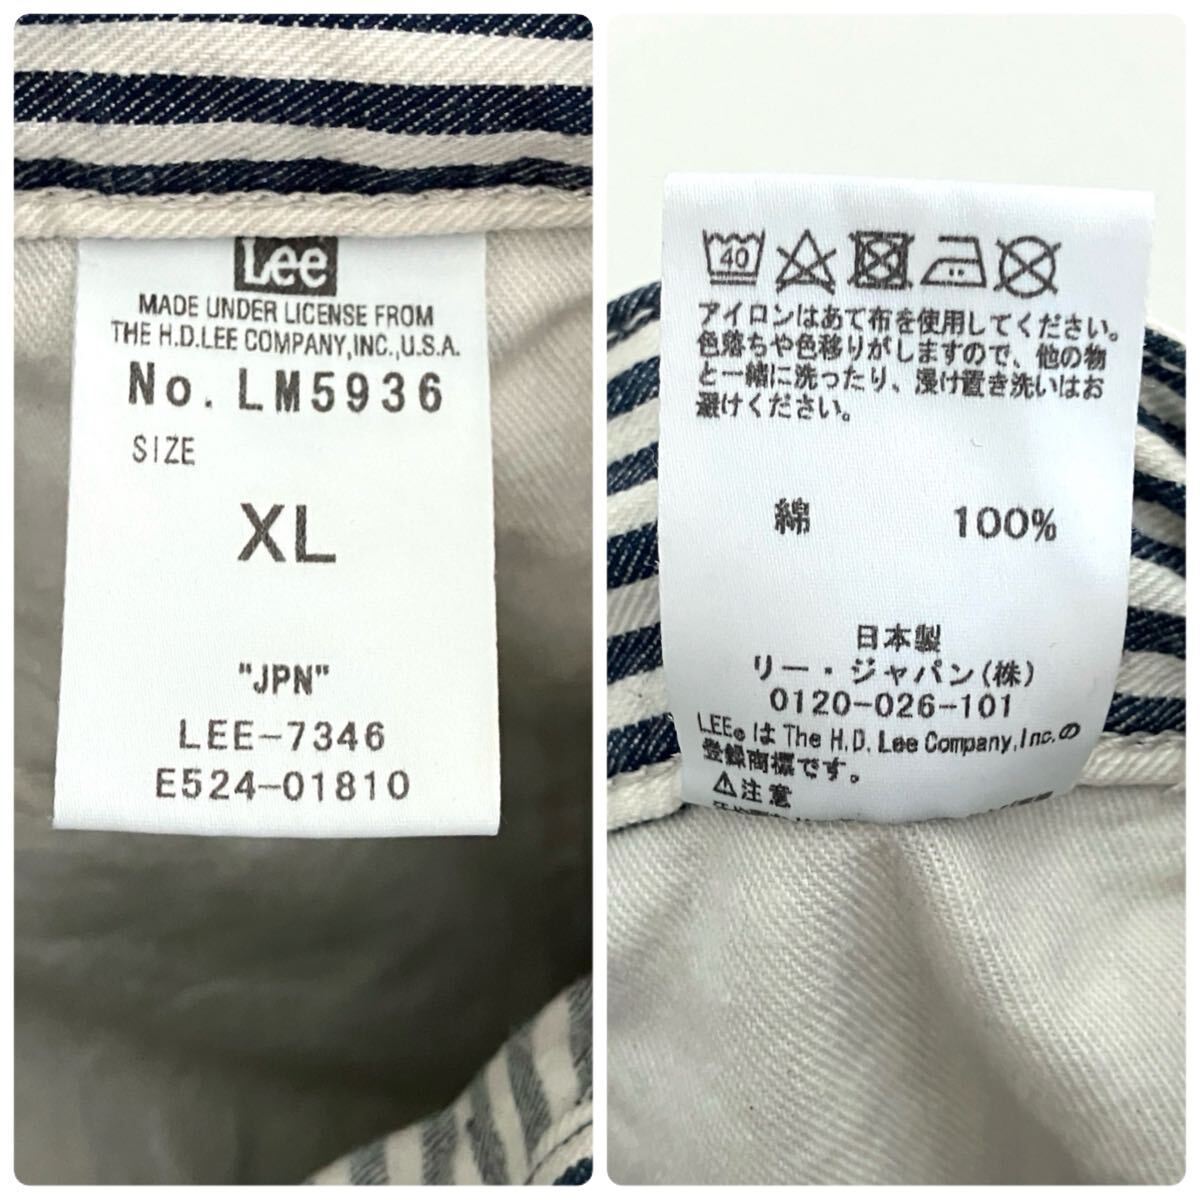 Lee
MADE UNDER LICENSE FROM
THE H.D.LEE COMPANY,INC.,U.S.A.
No. LM5936
SIZE
XL
"JPN"
LEE-7346
E524-01810
40
アイロンはあて布を使用してください。
色落ちや色移りがしますので、他の物
と一緒に洗ったり、浸け置き洗いはお
避けください。
綿 100%
日本製
リー・ジャパン(株)
0120-026-101
LEE®は The H.D. Lee Company,Inc.の
登録商標です。
⚠注意